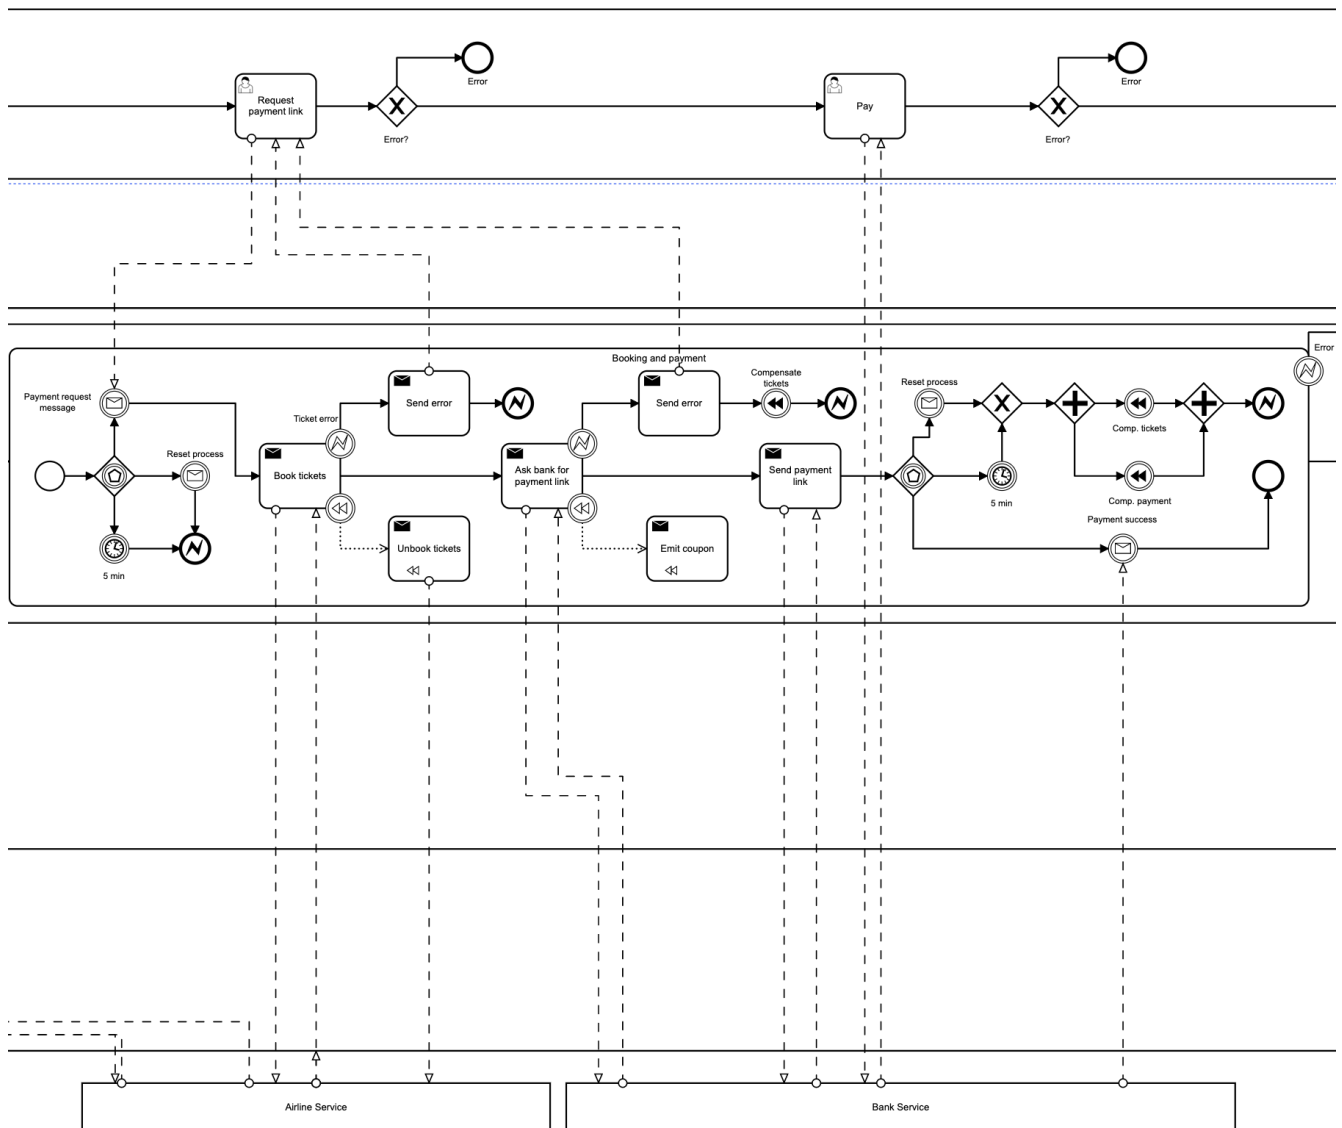 Error
Request
payment link
Pay
Error
Error?
Error?
Booking and payment
Error
Payment request
message
Send error
Ticket error
Send error
Compensate
tickets
Reset process
Comp. tickets
Reset process
Book tickets
Ask bank for
payment link
Send payment
link
5 min
Comp. payment
Payment success
5 min
Unbook tickets
Emit coupon
Airline Service
Bank Service